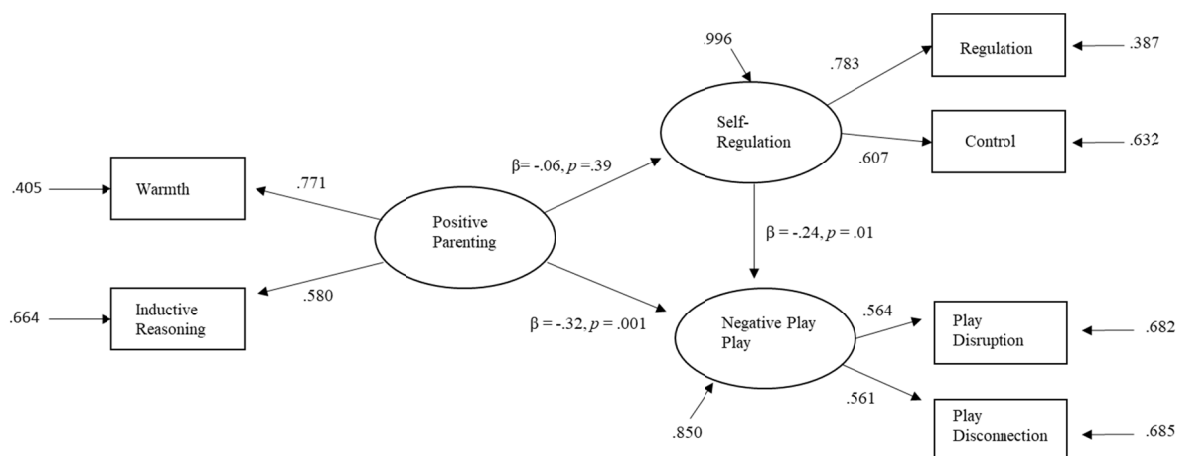 .996
Regulation
.387
.783
Self-
Regulation
Control
.632
.607
β= -.06, p =.39
.405
Warmth
.771
Positive
Parenting
β = -.24, p = .01
Inductive
Reasoning
.580
.664
β = -.32, p = .001
Negative Play
Play
.564
Play
Disruption
.682
.561
.850
Play
Disconnection
.685